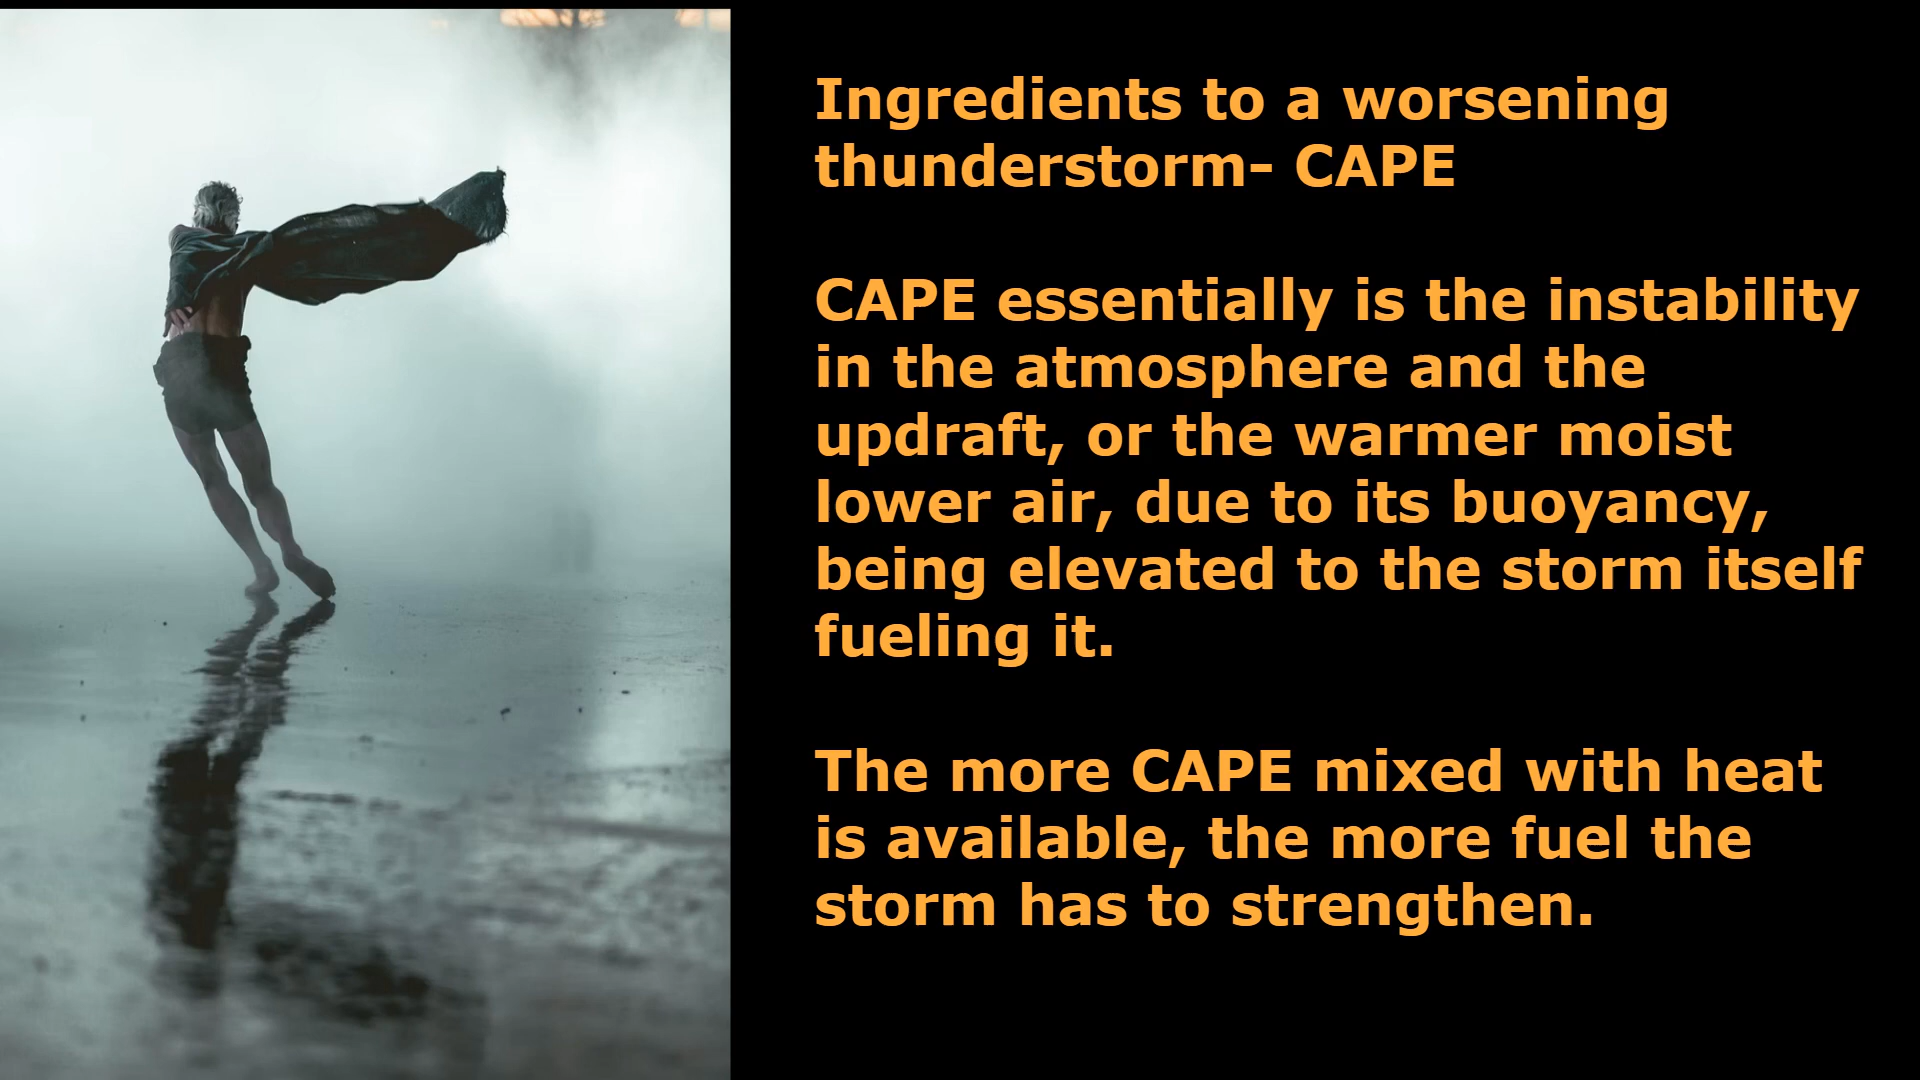 Ingredients to a worsening
thunderstorm- CAPE
CAPE essentially is the instability
in the atmosphere and the
updraft, or the warmer moist
lower air, due to its buoyancy,
being elevated to the storm itself
fueling it.
The more CAPE mixed with heat
is available, the more fuel the
storm has to strengthen.